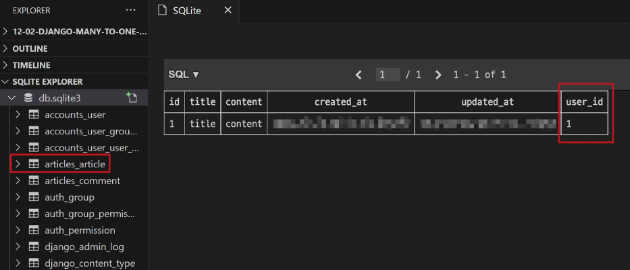 EXPLORER
12-02-DJANGO-MANY-TO-ONE-...
OUTLINE
TIMELINE
SQLITE EXPLORER
db.sqlite3
accounts_user
accounts_user_grou...
accounts_user_user_...
articles_article
articles_comment
auth_group
auth_group_permis...
auth_permission
django_admin_log
django_content_type
SQLite
SQL 1 / 1 1 - 1 of 1
id title content created_at updated_at user_id
1 title content 1